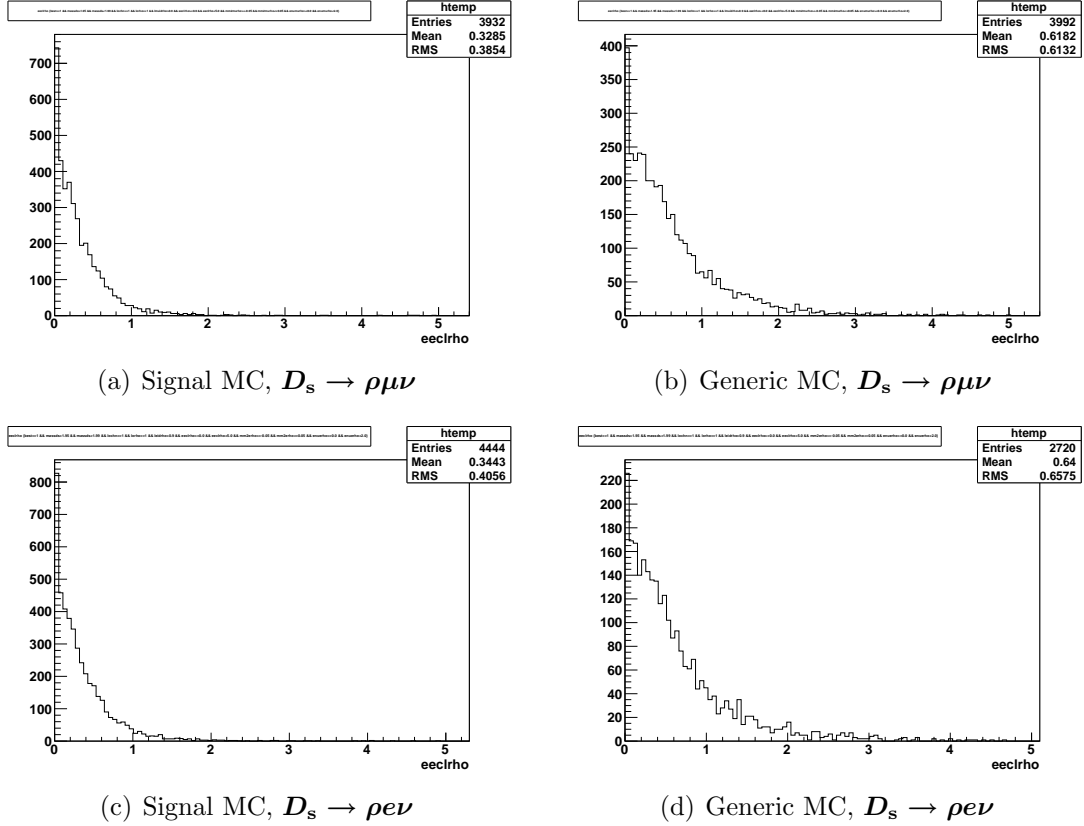 htemp
Entries 3932
Mean 0.3285
RMS 0.3854
700
600
500
400
300
200
100
0
0 1 2 3 4 5
eeclrho
(a) Signal MC, Dₛ → ρμν
htemp
Entries 3992
Mean 0.6182
RMS 0.6132
400
350
300
250
200
150
100
50
0
0 1 2 3 4 5
eeclrho
(b) Generic MC, Dₛ → ρμν
htemp
Entries 4444
Mean 0.3443
RMS 0.4056
800
700
600
500
400
300
200
100
0
0 1 2 3 4 5
eeclrho
(c) Signal MC, Dₛ → ρeν
htemp
Entries 2720
Mean 0.64
RMS 0.6575
220
200
180
160
140
120
100
80
60
40
20
0
0 1 2 3 4 5
eeclrho
(d) Generic MC, Dₛ → ρeν